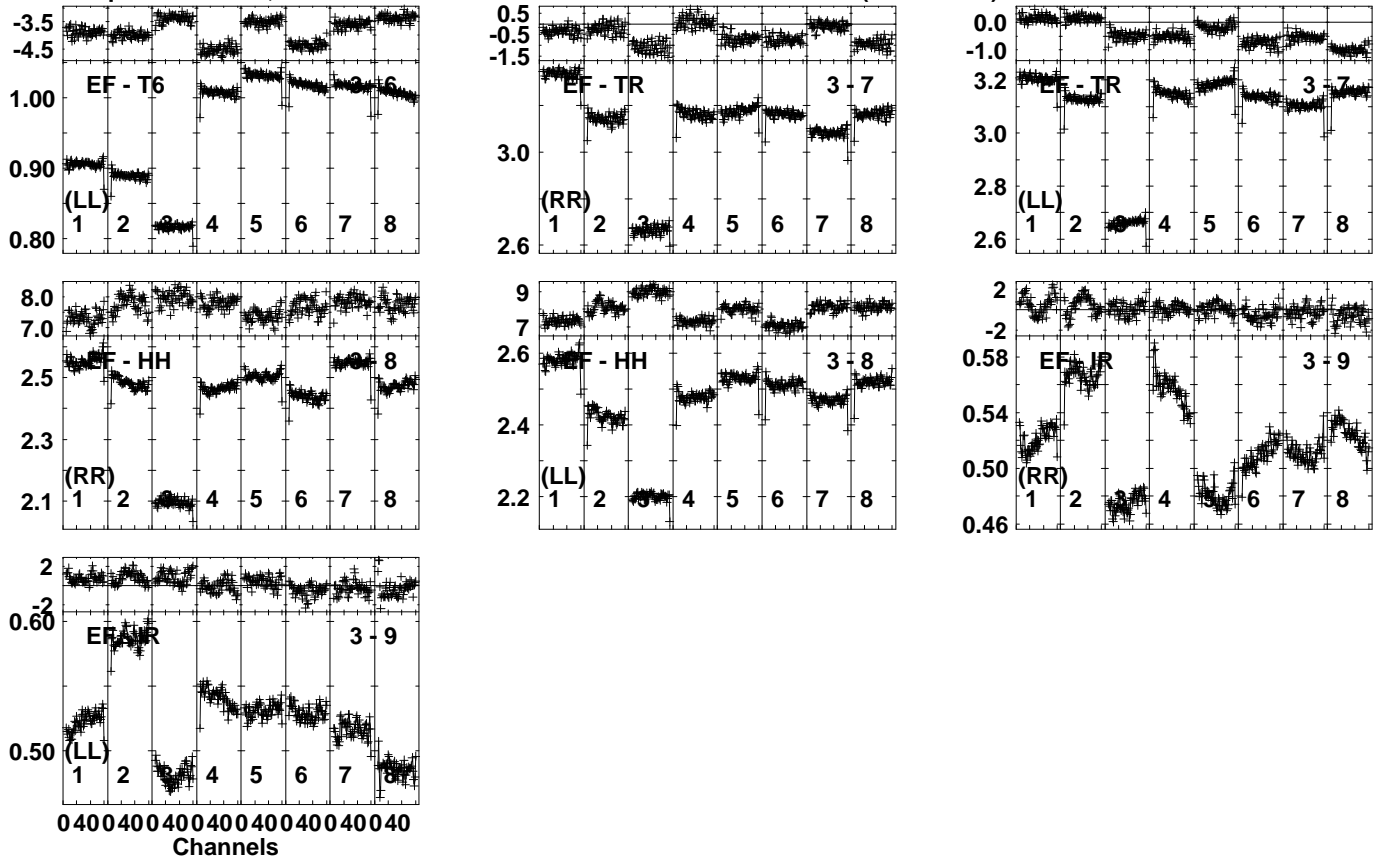 -3.5
-4.5
EF - T6 3 - 6
1.00
0.90
(LL)
1 2 3 4 5 6 7 8
0.80
0.5
-0.5
-1.5
EF - TR 3 - 7
3.0
(RR)
1 2 3 4 5 6 7 8
2.6
0.0
-1.0
3.2
EF - TR 3 - 7
3.0
2.8
(LL)
1 2 3 4 5 6 7 8
2.6
8.0
7.0
EF - HH 3 - 8
2.5
2.3
(RR)
2.1
1 2 3 4 5 6 7 8
9
7
2.6
EF - HH 3 - 8
2.4
(LL)
2.2
1 2 3 4 5 6 7 8
2
-2
0.58
EF - IR 3 - 9
0.54
0.50
(RR)
1 2 3 4 5 6 7 8
0.46
2
-2
0.60
EF - IR 3 - 9
0.50
(LL)
1 2 3 4 5 6 7 8
0 40 0 40 0 40 0 40 0 40 0 40 0 40 0 40
Channels